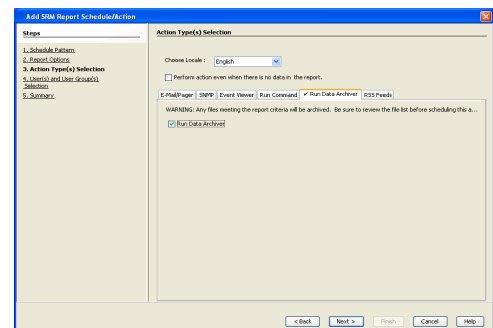 Add SRM Report Schedule/Action
Steps
1. Schedule Pattern
2. Report Options
3. Action Type(s) Selection
4. User(s) and User Group(s)
Selection
5. Summary
Action Type(s) Selection
Choose Locale :
English
Perform action even when there is no data in the report.
E-Mail/Pager SNMP Event Viewer Run Command ✔ Run Data Archiver RSS Feeds
WARNING: Any files meeting the report criteria will be archived. Be sure to review the file list before scheduling this a...
Run Data Archiver
< Back Next > Finish Cancel Help